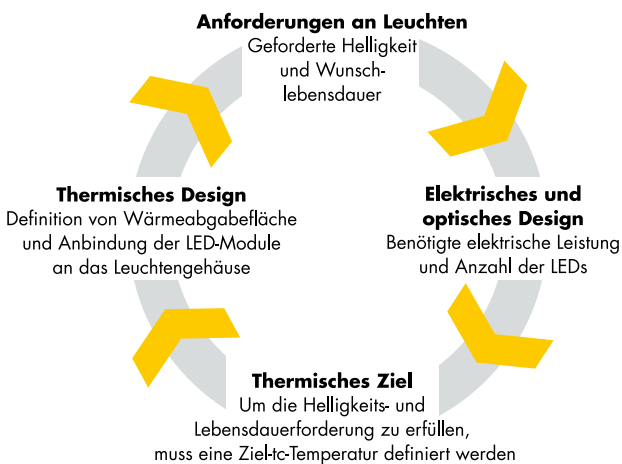 Anforderungen an Leuchten
Geforderte Helligkeit
und Wunsch-
lebensdauer
Elektrisches und
optisches Design
Benötigte elektrische Leistung
und Anzahl der LEDs
Thermisches Ziel
Um die Helligkeits- und
Lebensdauerforderung zu erfüllen,
muss eine Ziel-tc-Temperatur definiert werden
Thermisches Design
Definition von Wärmeabgabefläche
und Anbindung der LED-Module
an das Leuchtengehäuse